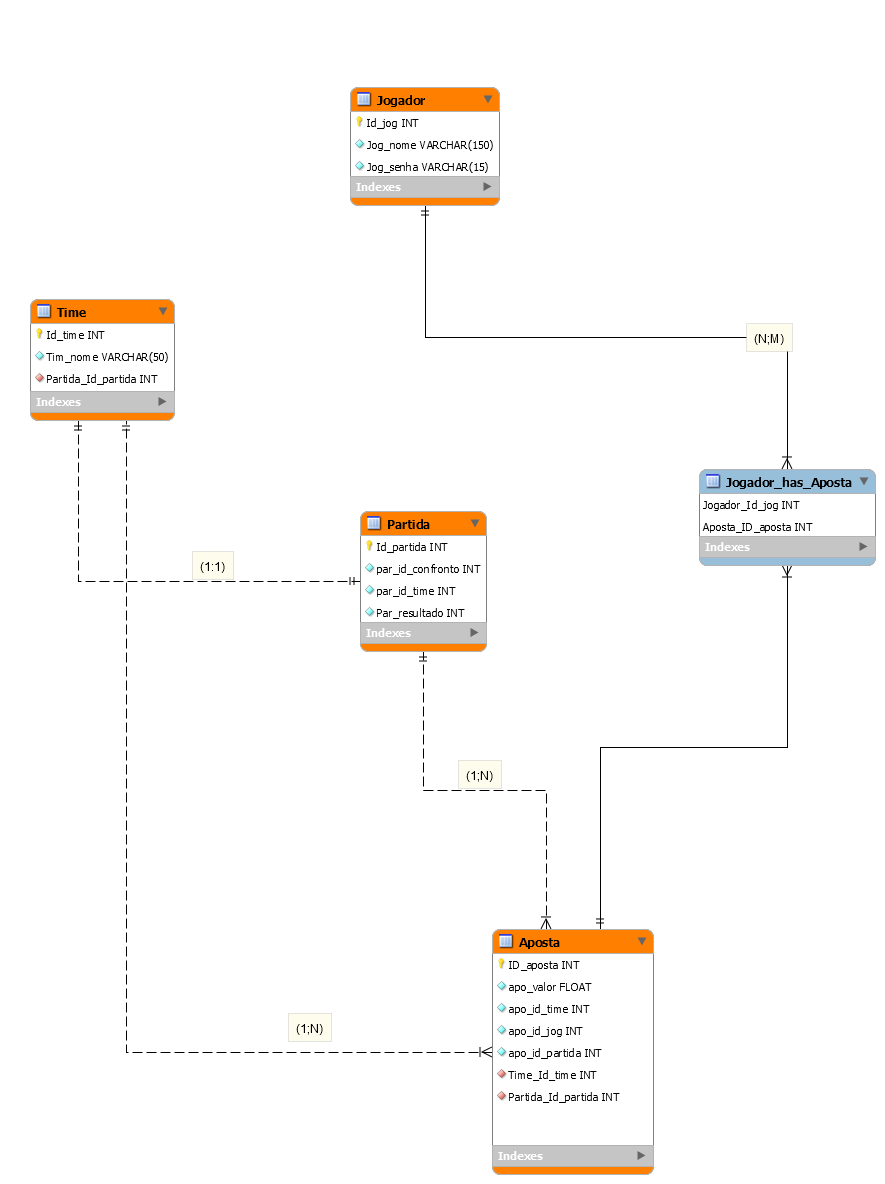 Jogador
Id_jog INT
Jog_nome VARCHAR(150)
Jog_senha VARCHAR(15)
Indexes
Time
Id_time INT
Tim_nome VARCHAR(50)
Partida_Id_partida INT
Indexes
(N;M)
Jogador_has_Aposta
Jogador_Id_jog INT
Aposta_ID_aposta INT
Indexes
Partida
Id_partida INT
par_id_confronto INT
par_id_time INT
Par_resultado INT
Indexes
(1:1)
(1;N)
Aposta
ID_aposta INT
apo_valor FLOAT
apo_id_time INT
apo_id_jog INT
apo_id_partida INT
Time_Id_time INT
Partida_Id_partida INT
Indexes
(1;N)